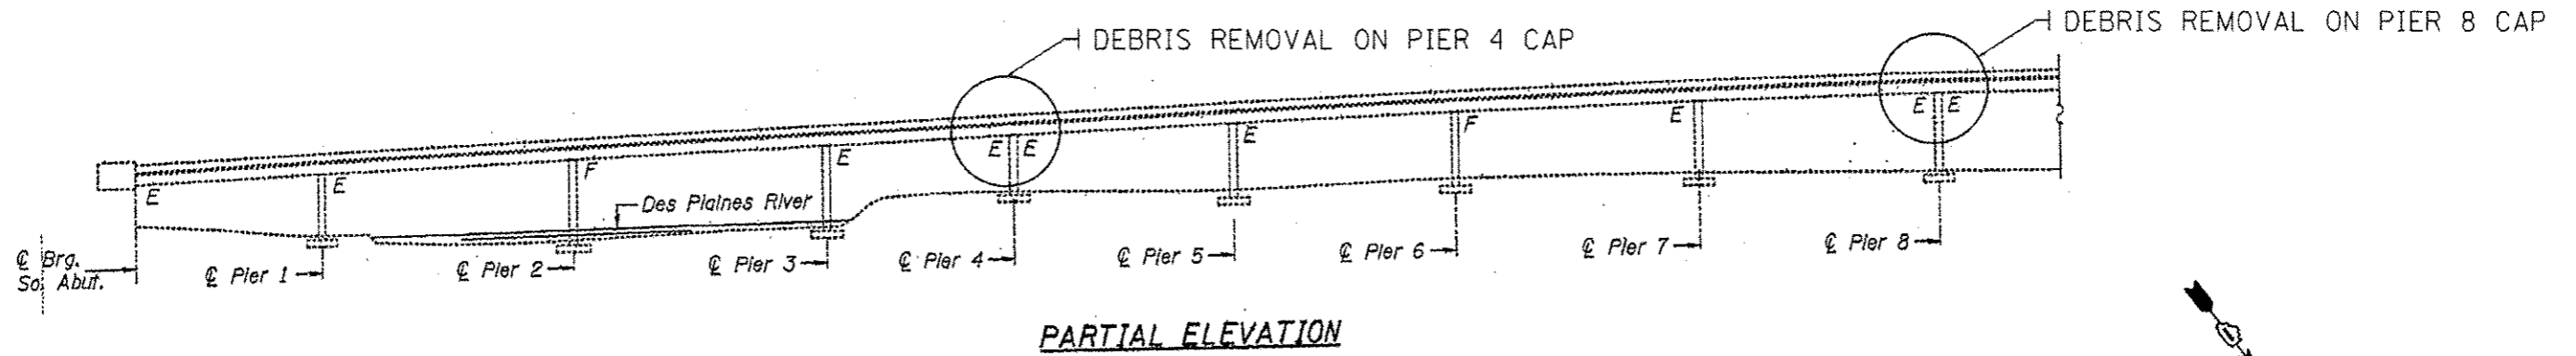 DEBRIS REMOVAL ON PIER 4 CAP
DEBRIS REMOVAL ON PIER 8 CAP
E
E
F
E
E E
E
F
E
E E
Des Plaines River
℄ Brg.
So. Abut.
℄ Pier 1
℄ Pier 2
℄ Pier 3
℄ Pier 4
℄ Pier 5
℄ Pier 6
℄ Pier 7
℄ Pier 8
PARTIAL ELEVATION